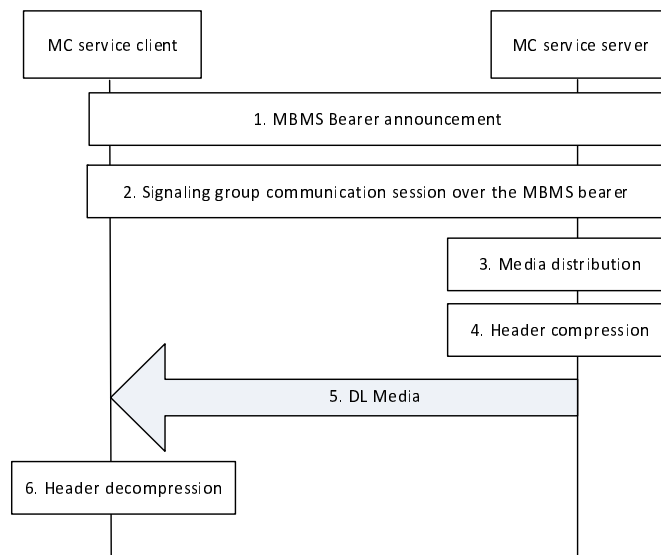 MC service client
MC service server
1. MBMS Bearer announcement
2. Signaling group communication session over the MBMS bearer
3. Media distribution
4. Header compression
5. DL Media
6. Header decompression